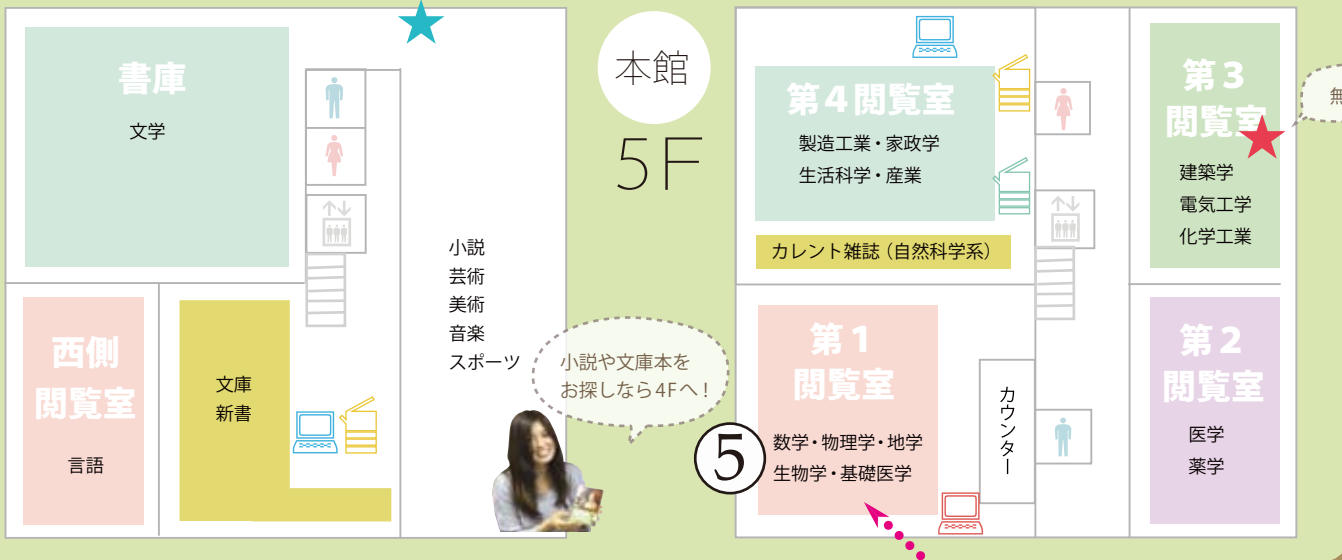 書庫
文学
西側
閲覧室
言語
文庫
新書
小説
芸術
美術
音楽
スポーツ
小説や文庫本を
お探しなら4Fへ！
本館
5F
第4閲覧室
製造工業・家政学
生活科学・産業
カレント雑誌（自然科学系）
第1
閲覧室
⑤
数学・物理学・地学
生物学・基礎医学
カウンター
第3
閲覧室
建築学
電気工学
化学工業
無
第2
閲覧室
医学
薬学